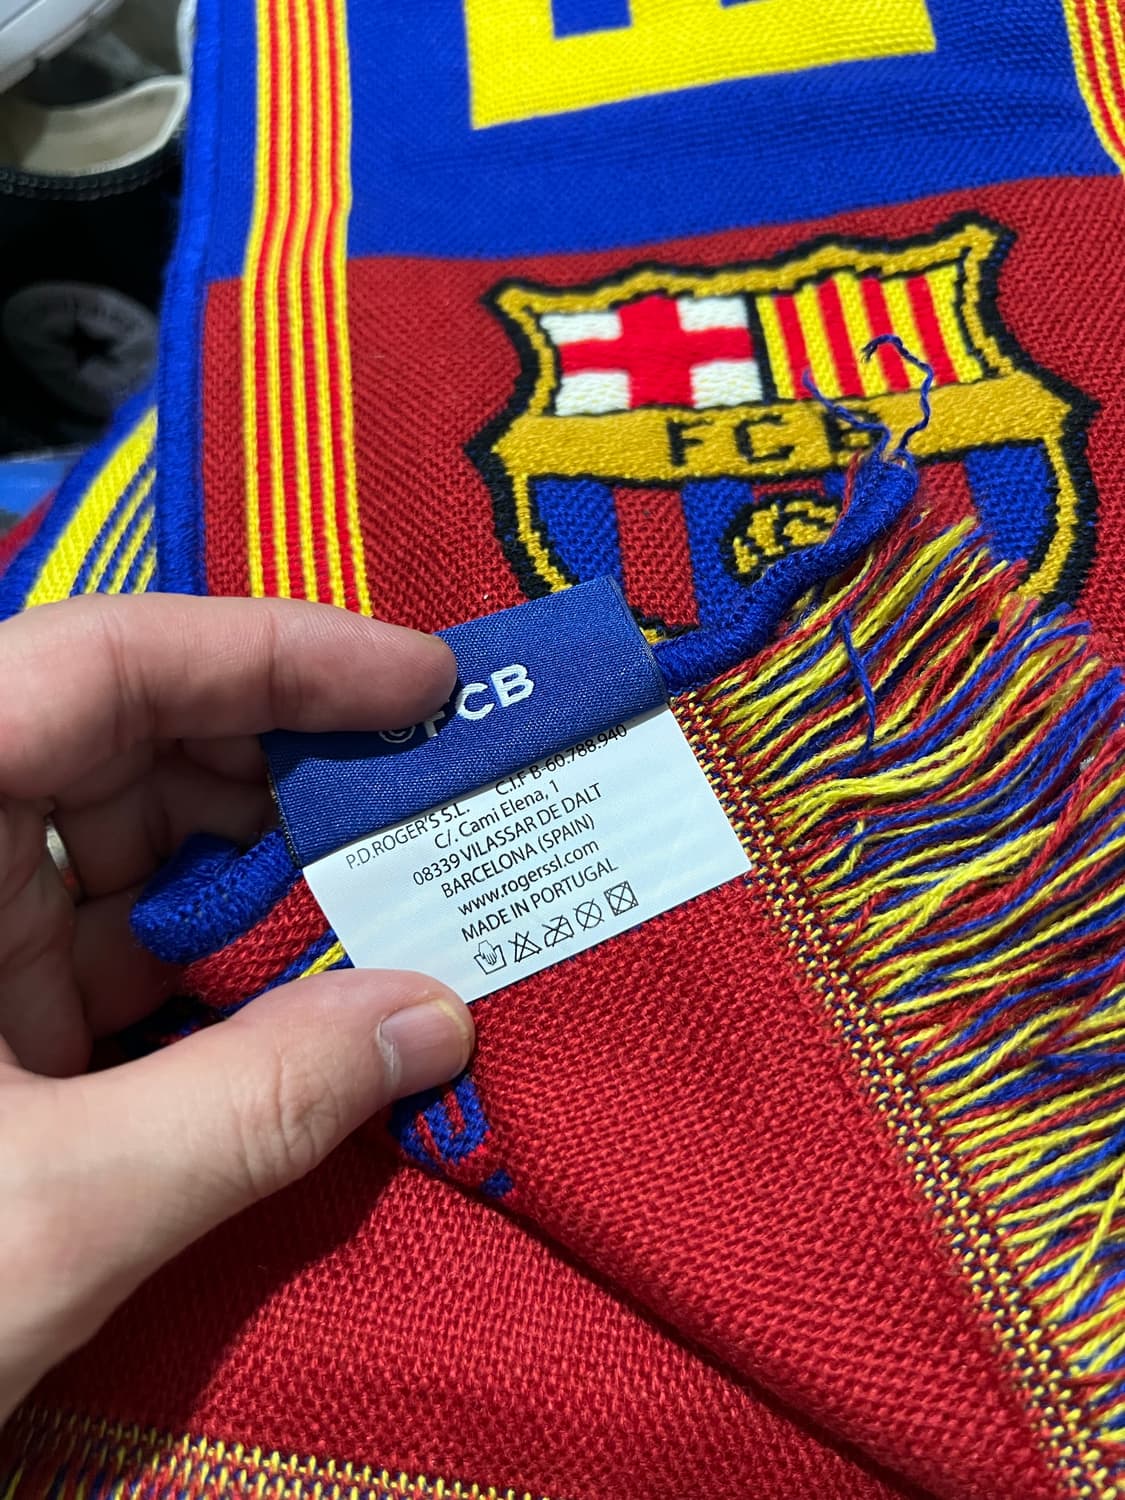 FCB
©FCB
P.D.ROGER'S S.L. C.I.F B-60.788.940
C/. Cami Elena, 1
08339 VILASSAR DE DALT
BARCELONA (SPAIN)
www.rogerssl.com
MADE IN PORTUGAL